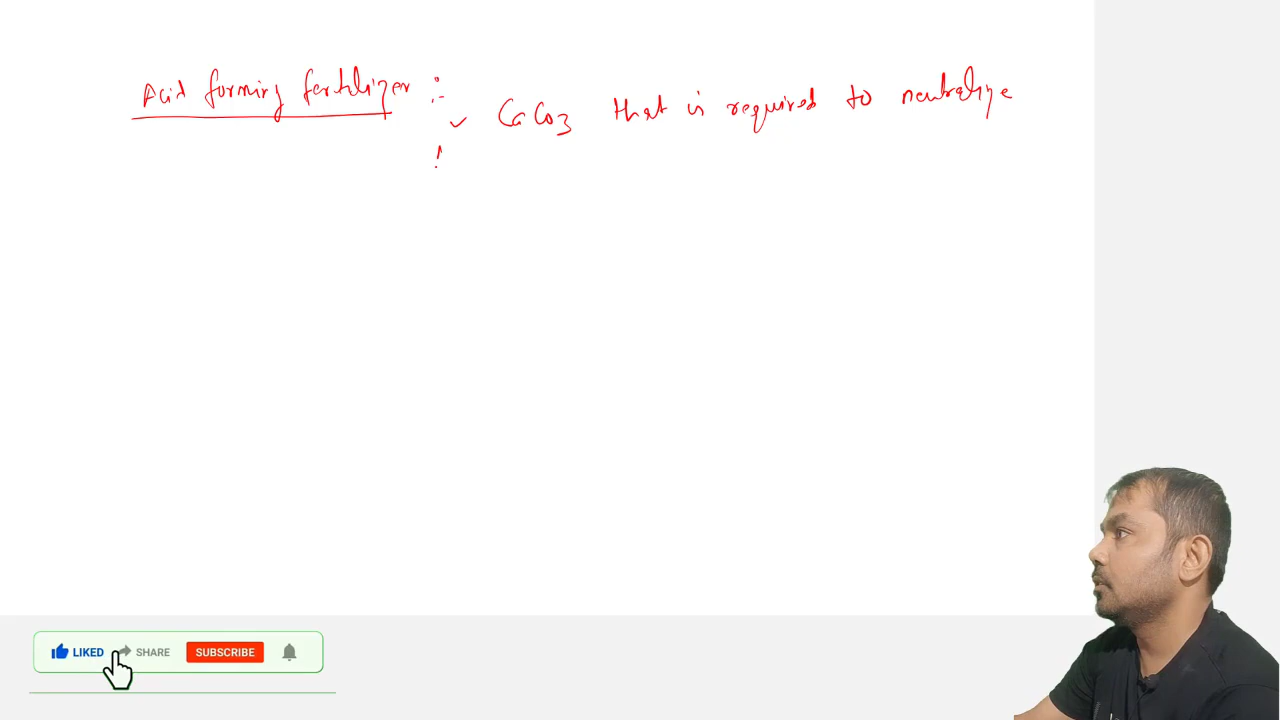 Acid forming fertilizer :-
✓ CaCo3 that is required to neutralize
LIKED SHARE SUBSCRIBE